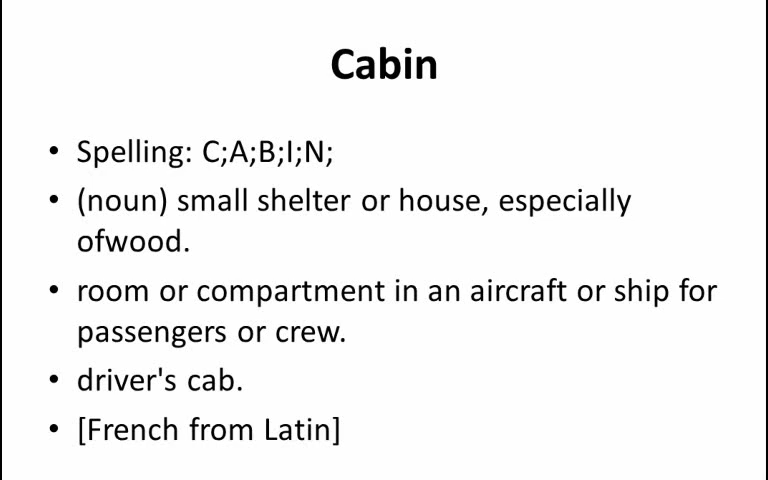 Cabin
• Spelling: C;A;B;I;N;
• (noun) small shelter or house, especially
ofwood.
• room or compartment in an aircraft or ship for
passengers or crew.
• driver's cab.
• [French from Latin]